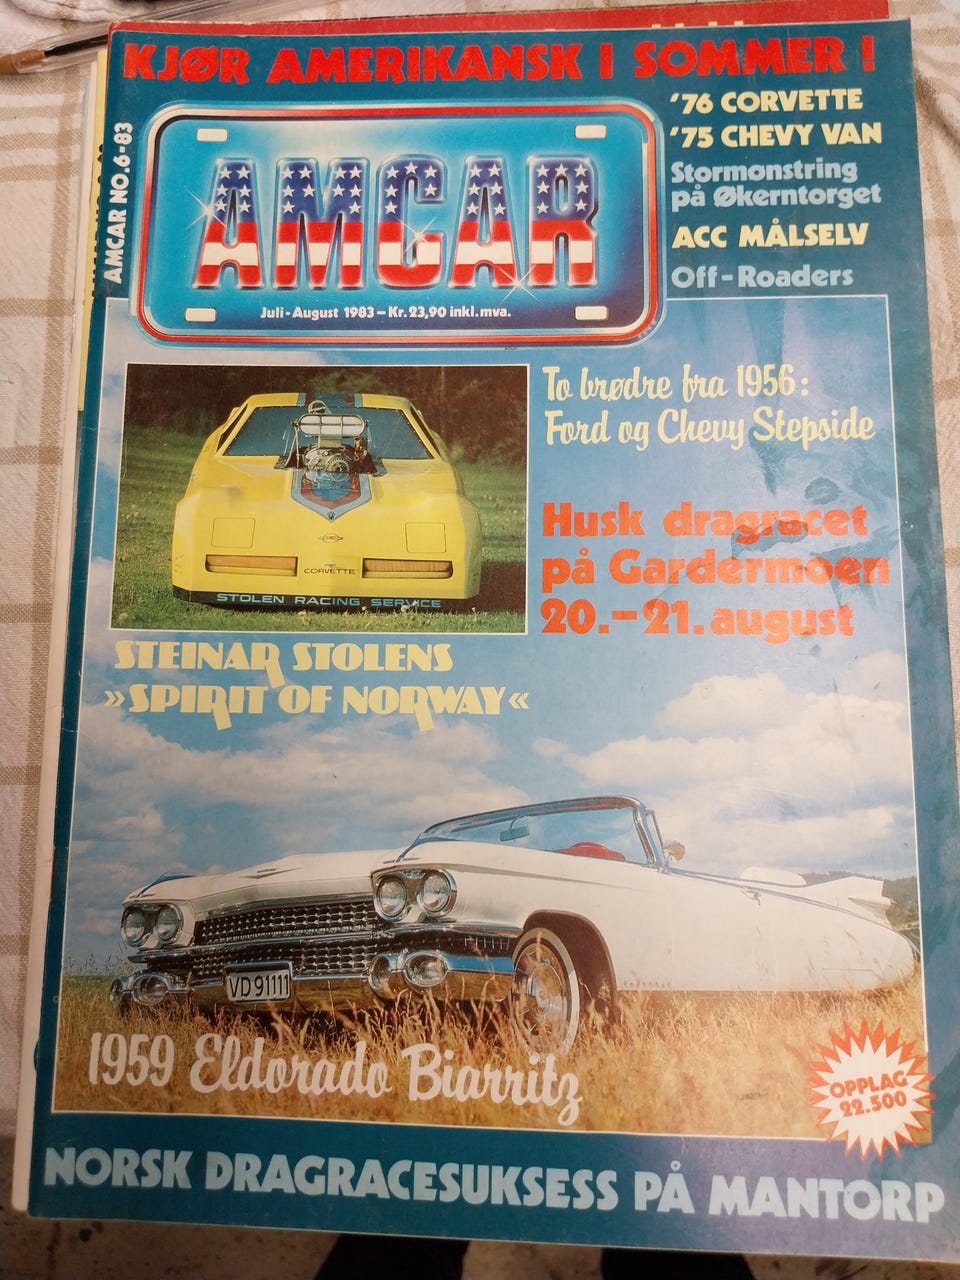 KJØR AMERIKANSK I SOMMER !
AMCAR NO.6-83
AMCAR
Juli-August 1983 – Kr. 23,90 inkl. mva.
'76 CORVETTE
'75 CHEVY VAN
Stormønstring
på Økerntorget
ACC MÅLSELV
Off-Roaders
To brødre fra 1956:
Ford og Chevy Stepside
CORVETTE
STOLEN RACING SERVICE
Husk dragracet
på Gardermoen
20.–21. august
STEINAR STOLENS
»SPIRIT OF NORWAY«
VD 91111
1959 Eldorado Biarritz
OPPLAG
22.500
NORSK DRAGRACESUKSESS PÅ MANTORP